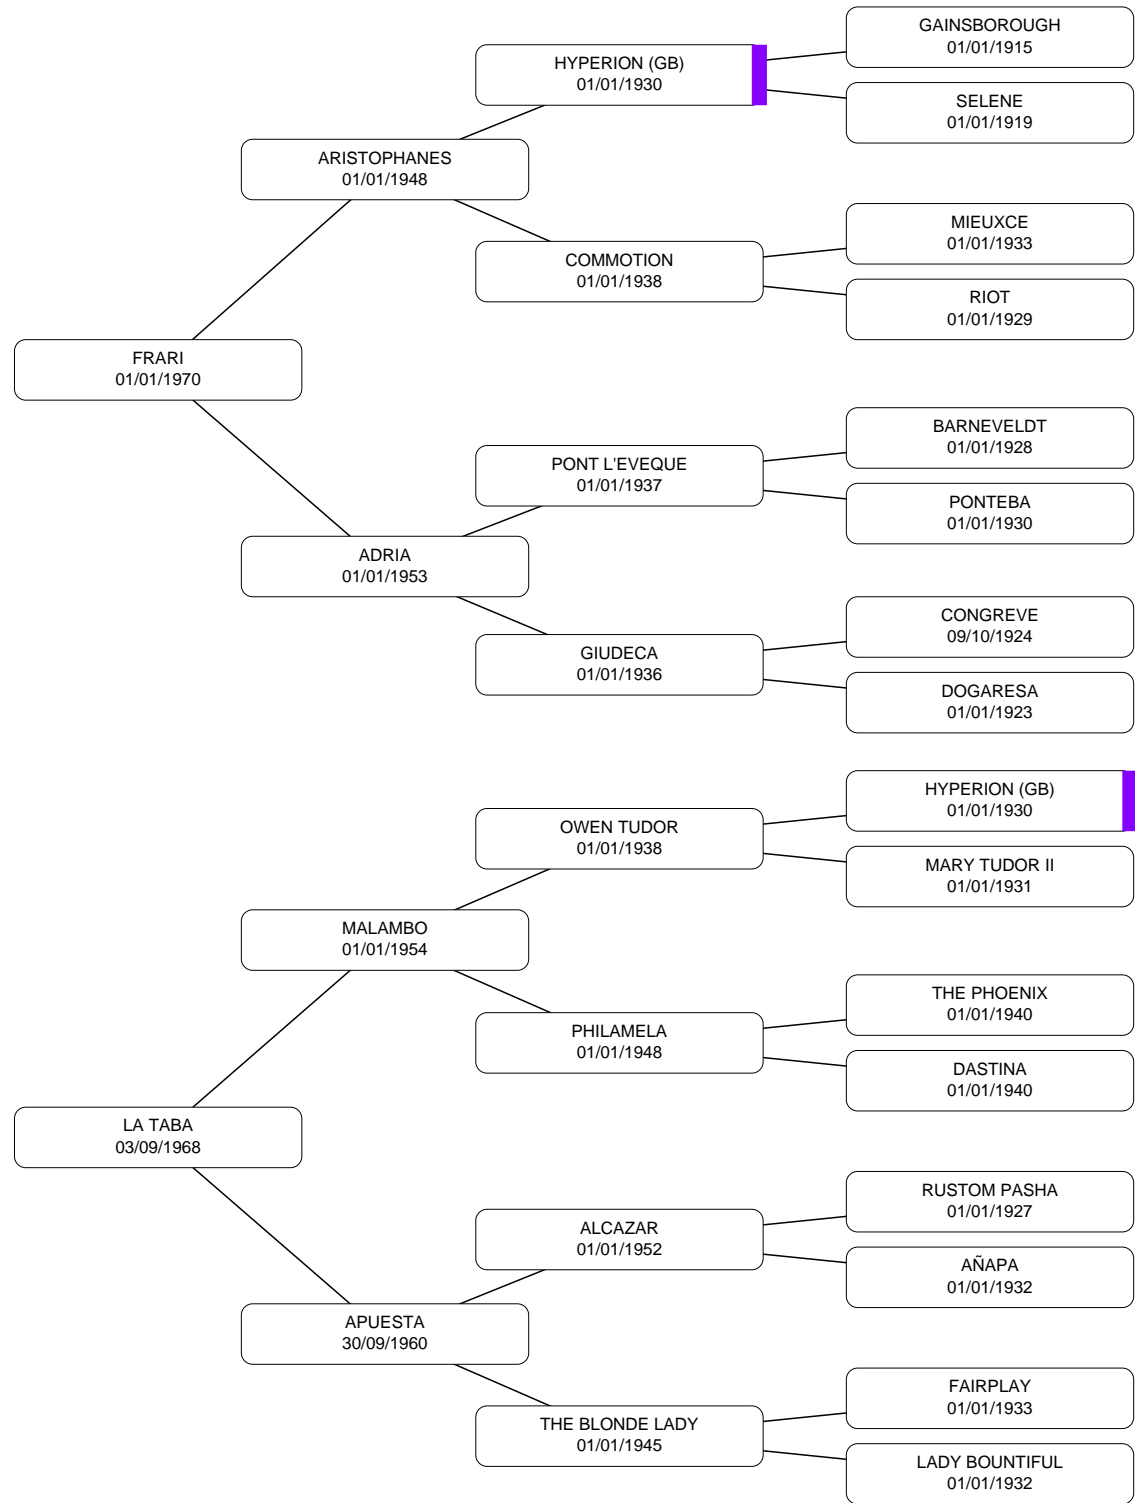 GAINSBOROUGH
01/01/1915
HYPERION (GB)
01/01/1930
SELENE
01/01/1919
ARISTOPHANES
01/01/1948
MIEUXCE
01/01/1933
COMMOTION
01/01/1938
RIOT
01/01/1929
FRARI
01/01/1970
BARNEVELDT
01/01/1928
PONT L'EVEQUE
01/01/1937
PONTEBA
01/01/1930
ADRIA
01/01/1953
CONGREVE
09/10/1924
GIUDECA
01/01/1936
DOGARESA
01/01/1923
HYPERION (GB)
01/01/1930
OWEN TUDOR
01/01/1938
MARY TUDOR II
01/01/1931
MALAMBO
01/01/1954
THE PHOENIX
01/01/1940
PHILAMELA
01/01/1948
DASTINA
01/01/1940
LA TABA
03/09/1968
RUSTOM PASHA
01/01/1927
ALCAZAR
01/01/1952
AÑAPA
01/01/1932
APUESTA
30/09/1960
FAIRPLAY
01/01/1933
THE BLONDE LADY
01/01/1945
LADY BOUNTIFUL
01/01/1932